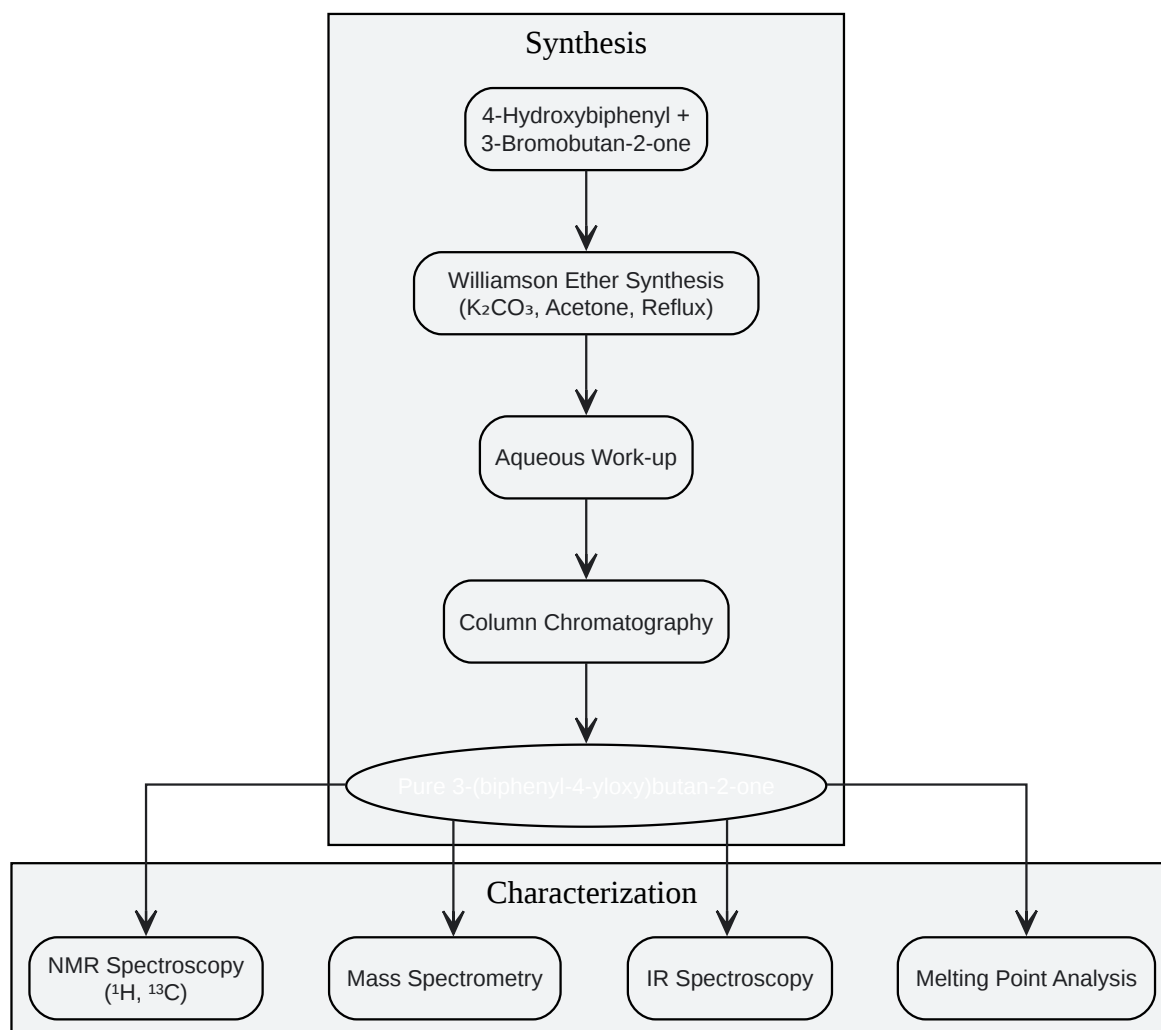 Synthesis
4-Hydroxybiphenyl +
3-Bromobutan-2-one
Williamson Ether Synthesis
(K₂CO₃, Acetone, Reflux)
Aqueous Work-up
Column Chromatography
Pure 3-(biphenyl-4-yloxy)butan-2-one
Characterization
NMR Spectroscopy
(¹H, ¹³C)
Mass Spectrometry
IR Spectroscopy
Melting Point Analysis